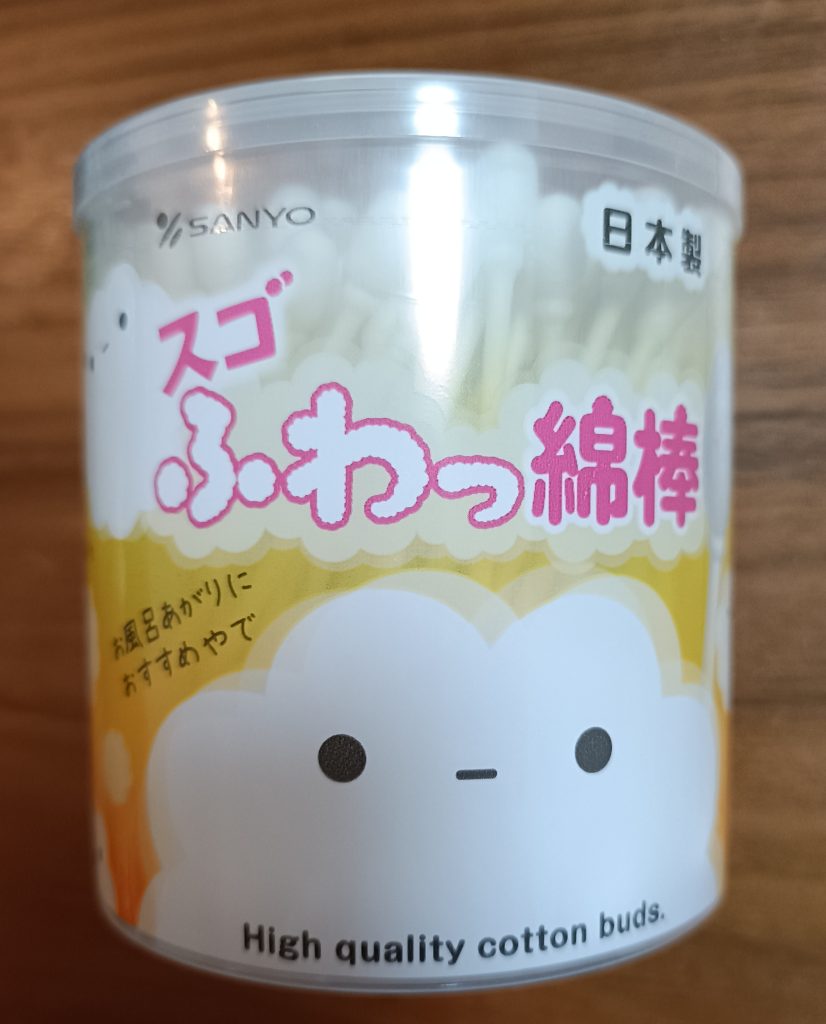 SANYO
日本製
スゴ
ふわっ綿棒
お風呂あがりに
おすすめやで
High quality cotton buds.